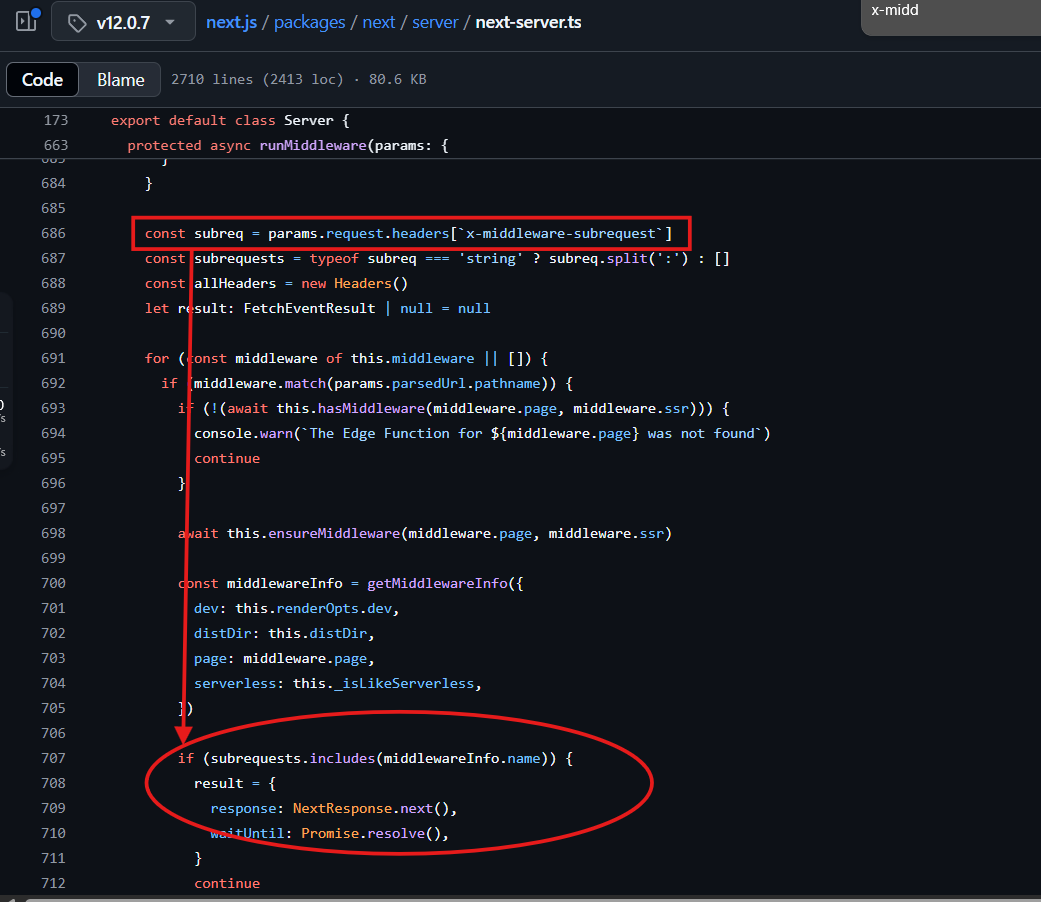 v12.0.7 next.js / packages / next / server / next-server.ts x-midd
Code Blame 2710 lines (2413 loc) · 80.6 KB
173 export default class Server {
663 protected async runMiddleware(params: {
683 }
684 }
685
686 const subreq = params.request.headers[`x-middleware-subrequest`]
687 const subrequests = typeof subreq === 'string' ? subreq.split(':') : []
688 const allHeaders = new Headers()
689 let result: FetchEventResult | null = null
690
691 for (const middleware of this.middleware || []) {
692 if (middleware.match(params.parsedUrl.pathname)) {
693 if (!(await this.hasMiddleware(middleware.page, middleware.ssr))) {
694 console.warn(`The Edge Function for ${middleware.page} was not found`)
695 continue
696 }
697
698 await this.ensureMiddleware(middleware.page, middleware.ssr)
699
700 const middlewareInfo = getMiddlewareInfo({
701 dev: this.renderOpts.dev,
702 distDir: this.distDir,
703 page: middleware.page,
704 serverless: this._isLikeServerless,
705 })
706
707 if (subrequests.includes(middlewareInfo.name)) {
708 result = {
709 response: NextResponse.next(),
710 waitUntil: Promise.resolve(),
711 }
712 continue